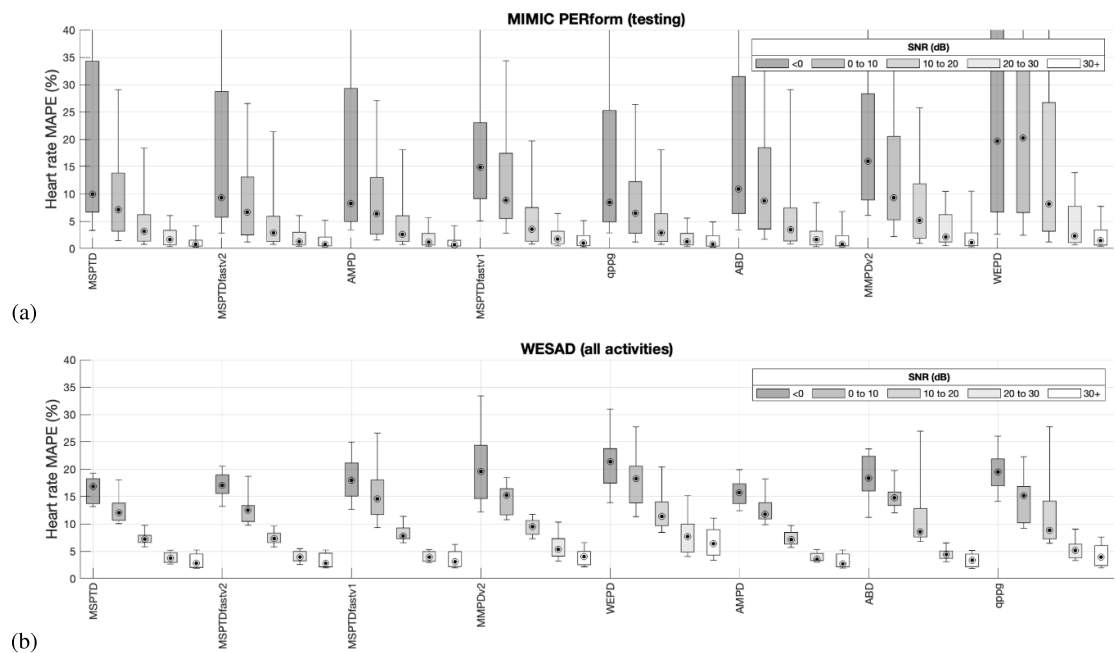 MIMIC PERform (testing)
40
35
30
25
20
15
10
5
0
Heart rate MAPE (%)
SNR (dB)
<0 0 to 10 10 to 20 20 to 30 30+
MSPTD
MSPTDfastv2
AMPD
MSPTDfastv1
qppg
ABD
MMPDv2
WEPD
(a)
WESAD (all activities)
40
35
30
25
20
15
10
5
0
Heart rate MAPE (%)
SNR (dB)
<0 0 to 10 10 to 20 20 to 30 30+
MSPTD
MSPTDfastv2
MSPTDfastv1
MMPDv2
WEPD
AMPD
ABD
qppg
(b)